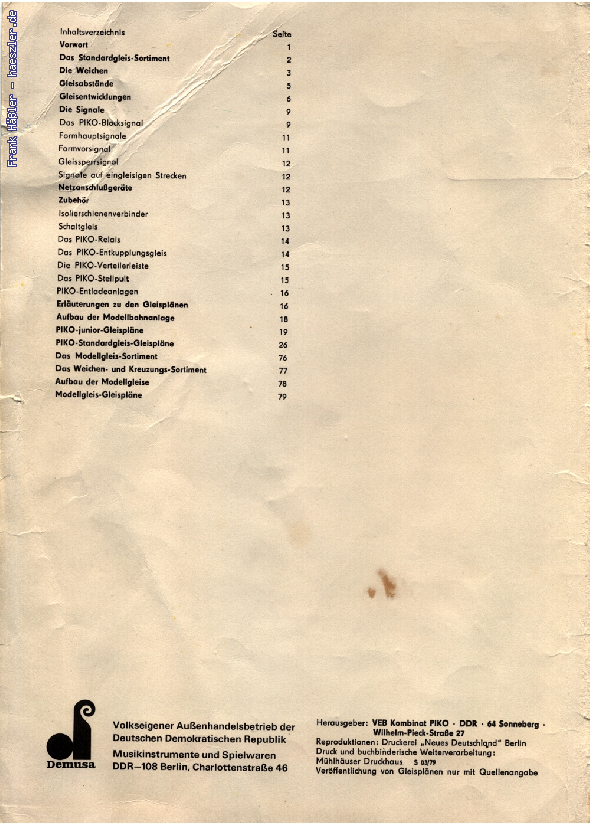 Frank Häßler - haeszler.de
Inhaltsverzeichnis Seite
Vorwort 1
Das Standardgleis-Sortiment 2
Die Weichen 3
Gleisabstände 5
Gleisentwicklungen 6
Die Signale 9
Das PIKO-Blocksignal 9
Formhauptsignale 11
Formvorsignal 11
Gleissperrsignal 12
Signale auf eingleisigen Strecken 12
Netzanschlußgeräte 12
Zubehör 13
Isolierschienenverbinder 13
Schaltgleis 13
Das PIKO-Relais 14
Das PIKO-Entkupplungsgleis 14
Die PIKO-Verteilerleiste 15
Das PIKO-Stellpult 15
PIKO-Entladeanlagen 16
Erläuterungen zu den Gleisplänen 16
Aufbau der Modellbahnanlage 18
PIKO-junior-Gleispläne 19
PIKO-Standardgleis-Gleispläne 26
Das Modellgleis-Sortiment 76
Das Weichen- und Kreuzungs-Sortiment 77
Aufbau der Modellgleise 78
Modellgleis-Gleispläne 79
Demusa
Volkseigener Außenhandelsbetrieb der
Deutschen Demokratischen Republik
Musikinstrumente und Spielwaren
DDR—108 Berlin, Charlottenstraße 46
Herausgeber: VEB Kombinat PIKO · DDR · 64 Sonneberg ·
Wilhelm-Pieck-Straße 27
Reproduktionen: Druckerei „Neues Deutschland" Berlin
Druck und buchbinderische Weiterverarbeitung:
Mühlhäuser Druckhaus S 03/79
Veröffentlichung von Gleisplänen nur mit Quellenangabe